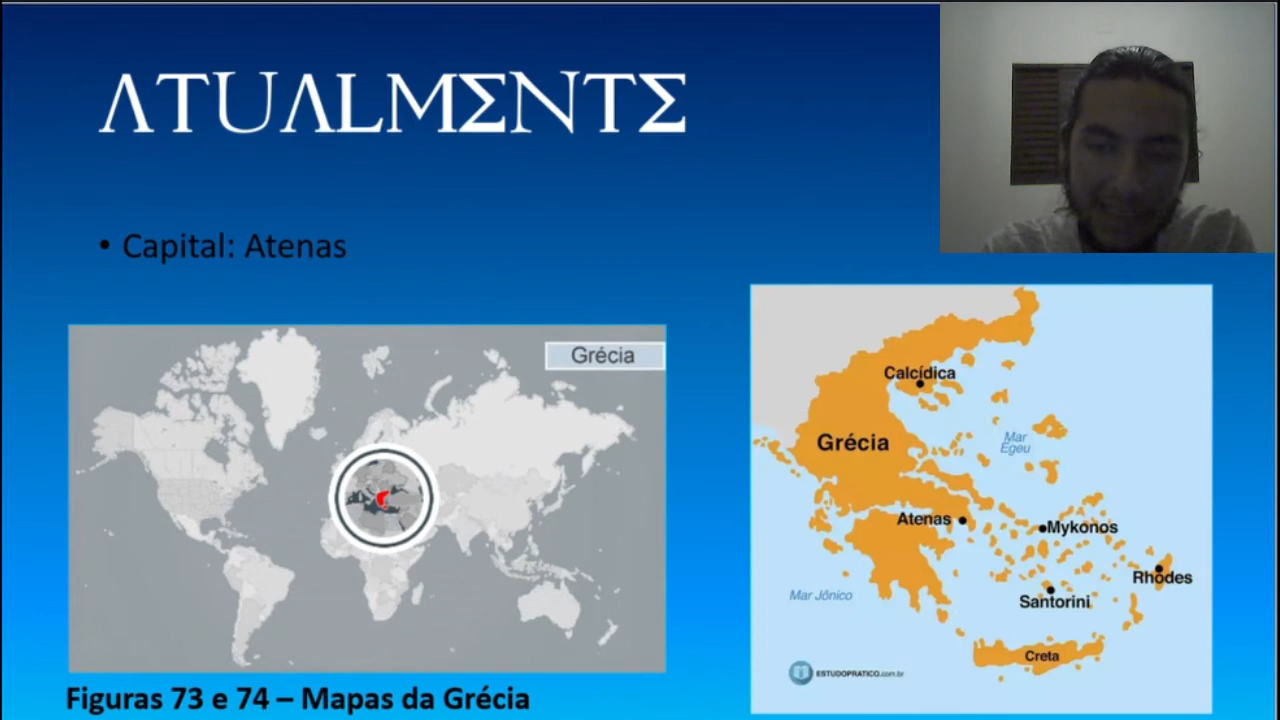 ATUALMENTE
• Capital: Atenas
Grécia
Calcídica
Grécia
Mar
Egeu
Atenas
Mykonos
Rhodes
Mar Jônico
Santorini
Creta
ESTUDOPRATICO.com.br
Figuras 73 e 74 – Mapas da Grécia